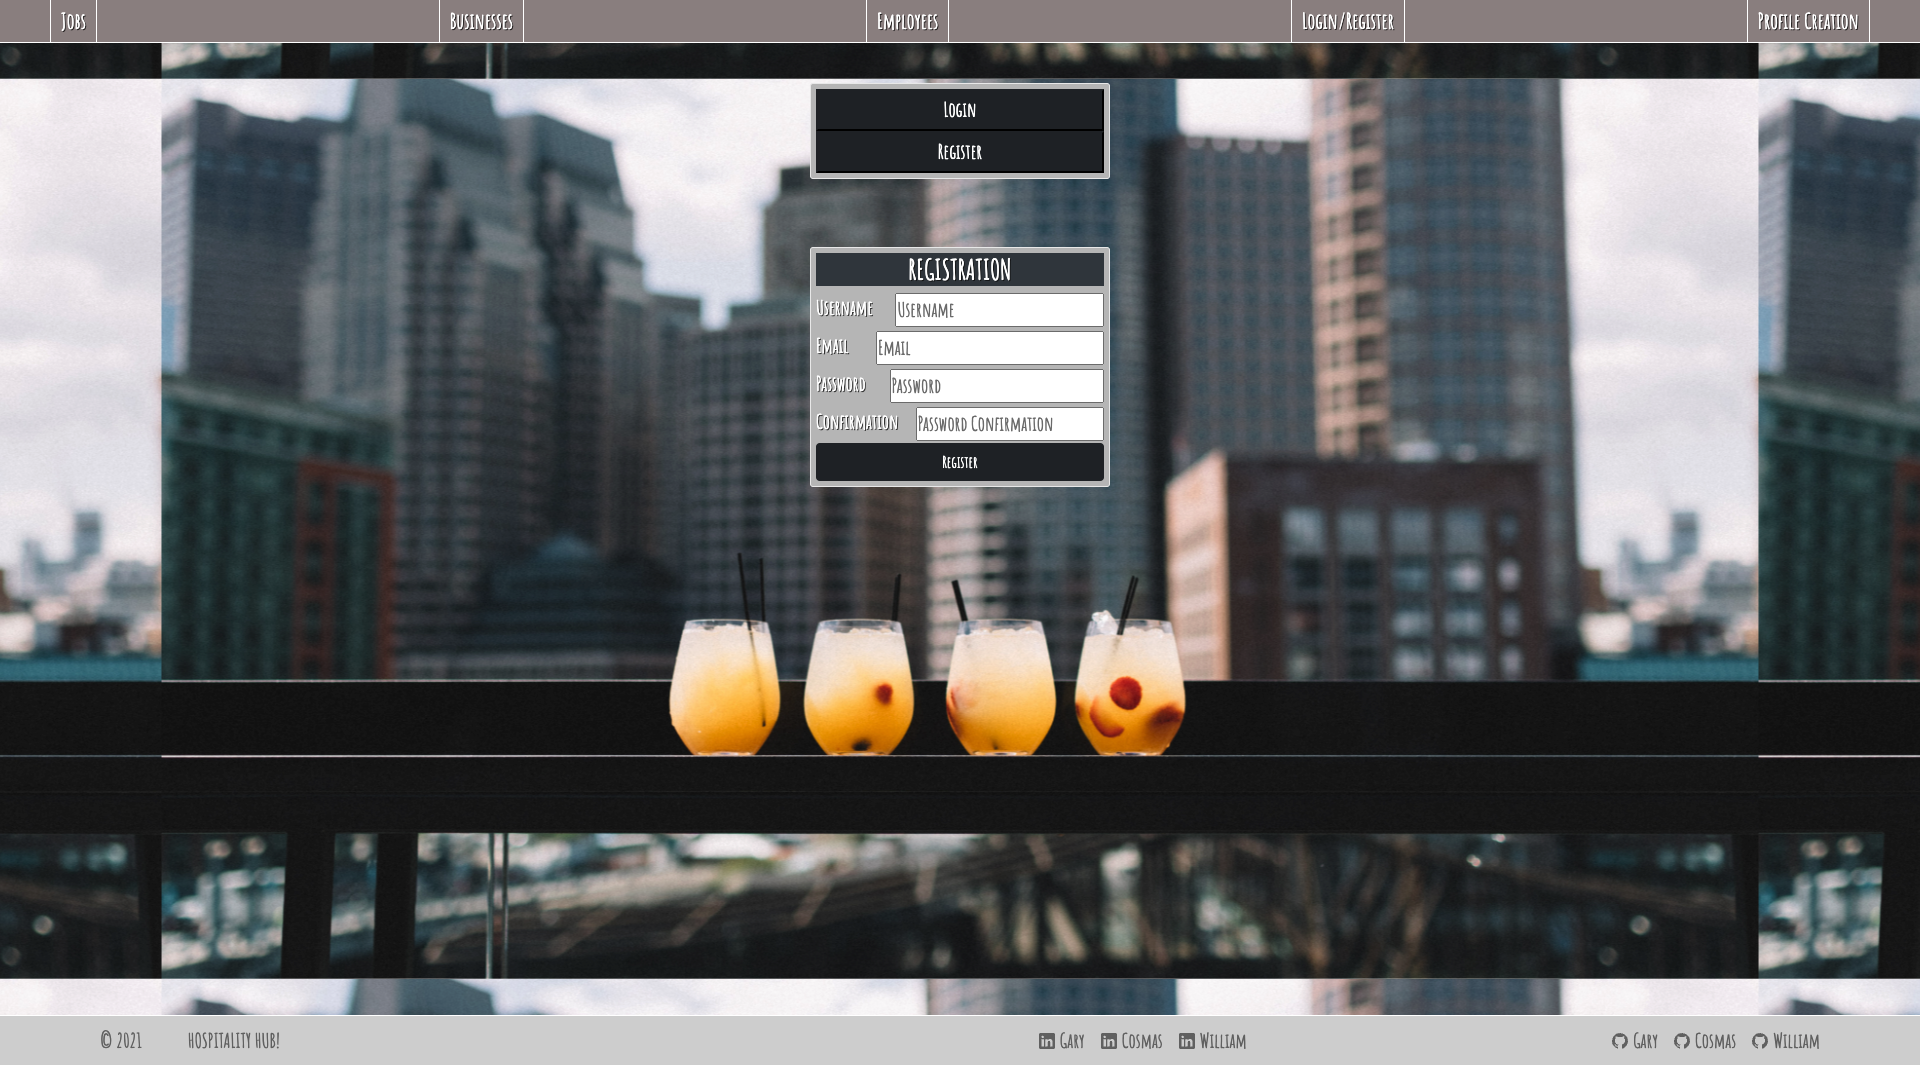 Jobs Businesses Employees Login/Register Profile Creation
Login
Register
REGISTRATION
Username Username
Email Email
Password Password
Confirmation Password Confirmation
Register
© 2021 HOSPITALITY HUB! Gary Cosmas William Gary Cosmas William